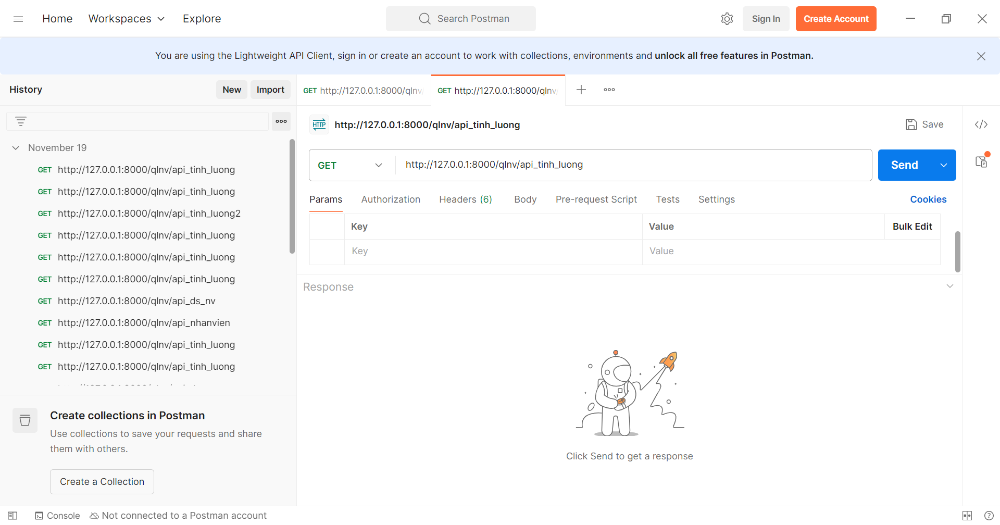 Home
Workspaces
Explore
Search Postman
Sign In
Create Account
You are using the Lightweight API Client, sign in or create an account to work with collections, environments and unlock all free features in Postman.
History
New
Import
GET http://127.0.0.1:8000/qlnv/
GET http://127.0.0.1:8000/qlnv/
HTTP
http://127.0.0.1:8000/qlnv/api_tinh_luong
Save
November 19
GET http://127.0.0.1:8000/qlnv/api_tinh_luong
GET http://127.0.0.1:8000/qlnv/api_tinh_luong
GET http://127.0.0.1:8000/qlnv/api_tinh_luong2
GET http://127.0.0.1:8000/qlnv/api_tinh_luong
GET http://127.0.0.1:8000/qlnv/api_tinh_luong
GET http://127.0.0.1:8000/qlnv/api_tinh_luong
GET http://127.0.0.1:8000/qlnv/api_ds_nv
GET http://127.0.0.1:8000/qlnv/api_nhanvien
GET http://127.0.0.1:8000/qlnv/api_tinh_luong
GET http://127.0.0.1:8000/qlnv/api_tinh_luong
GET
http://127.0.0.1:8000/qlnv/api_tinh_luong
Send
Params
Authorization
Headers (6)
Body
Pre-request Script
Tests
Settings
Cookies
Key
Value
Bulk Edit
Key
Value
Response
Click Send to get a response
Create collections in Postman
Use collections to save your requests and share
them with others.
Create a Collection
Console
Not connected to a Postman account